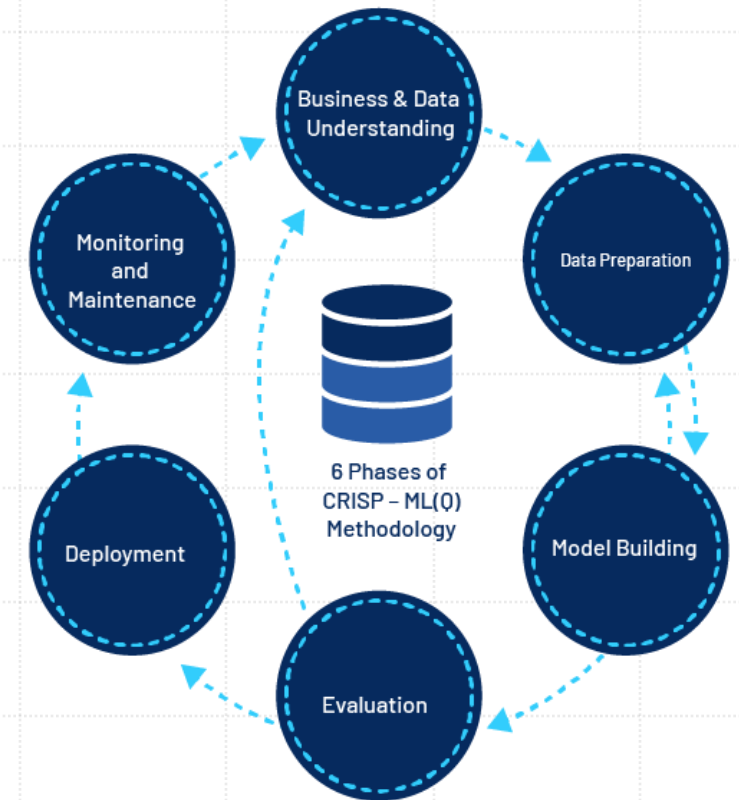 Business & Data
Understanding
Monitoring
and
Maintenance
Data Preparation
6 Phases of
CRISP – ML(Q)
Methodology
Deployment
Model Building
Evaluation